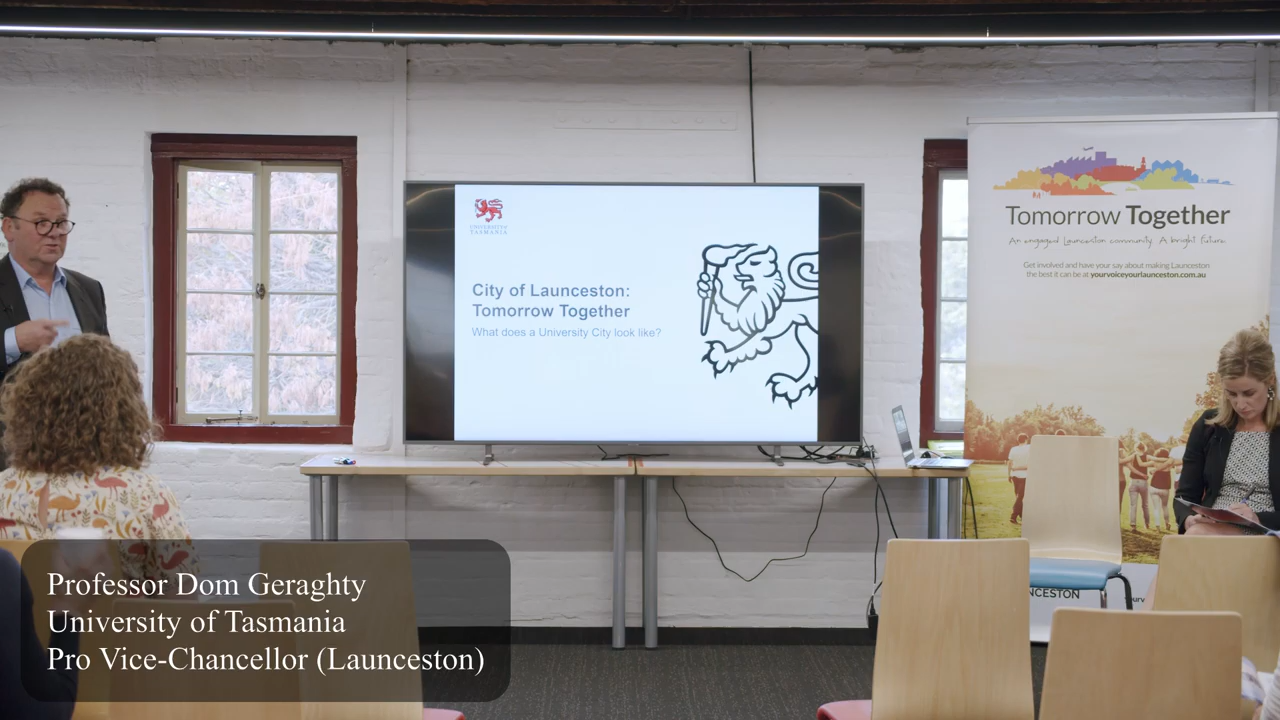 UNIVERSITY of
TASMANIA
City of Launceston:
Tomorrow Together
What does a University City look like?
Tomorrow Together
An engaged Launceston community. A bright future.
Get involved and have your say about making Launceston
the best it can be at yourvoiceyourlaunceston.com.au
NCESTON
Professor Dom Geraghty
University of Tasmania
Pro Vice-Chancellor (Launceston)